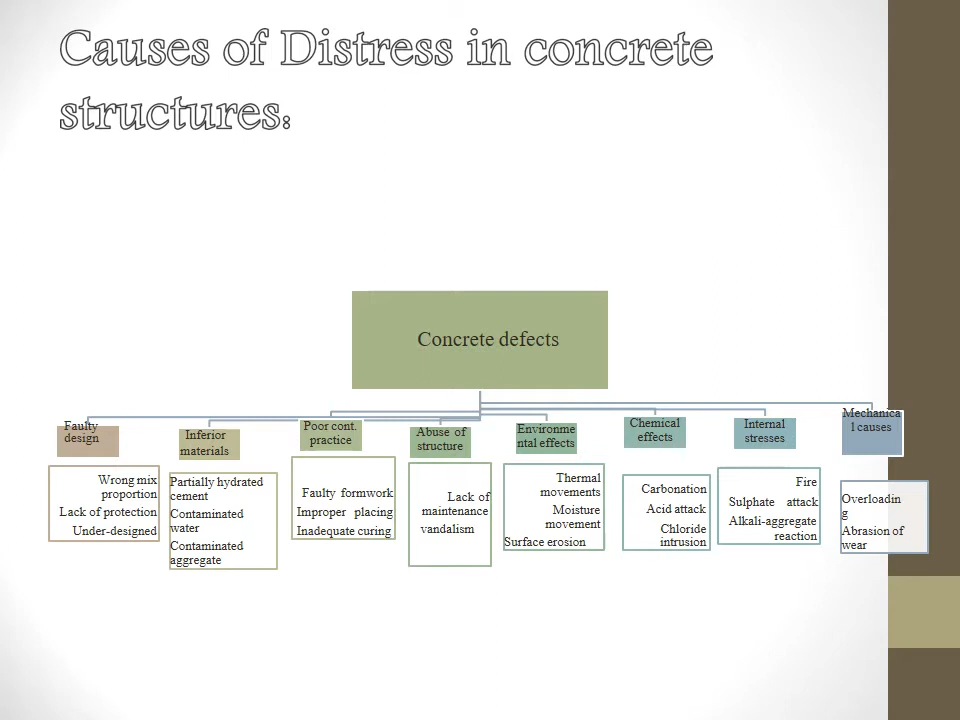 Causes of Distress in concrete
structures:
Concrete defects
Faulty
design
Wrong mix
proportion
Lack of protection
Under-designed
Inferior
materials
Partially hydrated
cement
Contaminated
water
Contaminated
aggregate
Poor cont.
practice
Faulty formwork
Improper placing
Inadequate curing
Abuse of
structure
Lack of
maintenance
vandalism
Environme
ntal effects
Thermal
movements
Moisture
movement
Surface erosion
Chemical
effects
Carbonation
Acid attack
Chloride
intrusion
Internal
stresses
Fire
Sulphate attack
Alkali-aggregate
reaction
Mechanica
l causes
Overloadin
g
Abrasion of
wear